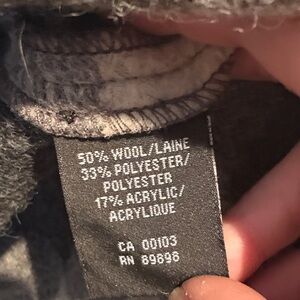 50% WOOL/LAINE
33% POLYESTER/
POLYESTER
17% ACRYLIC/
ACRYLIQUE
CA 00103
RN 89898